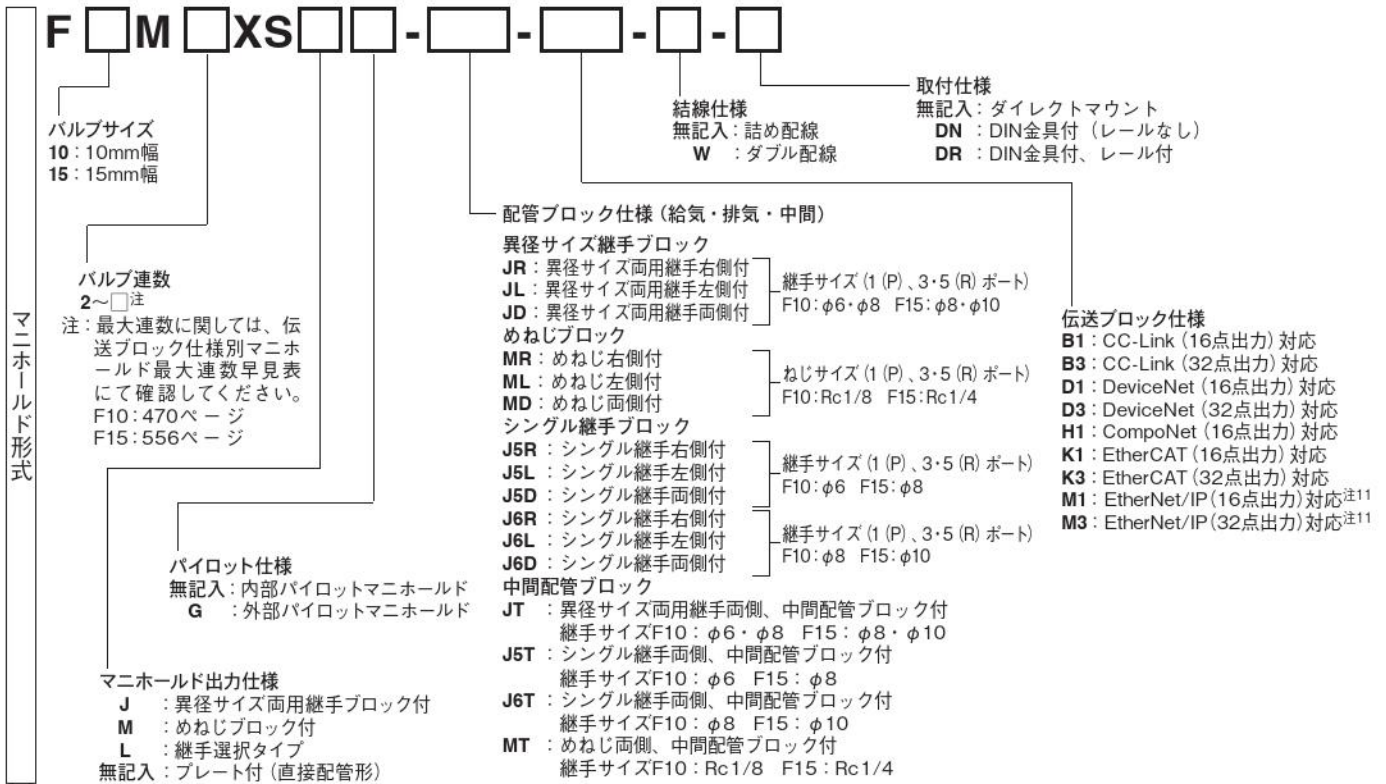 マニホールド形式
F □M □XS□□-□-□-□-□
バルブサイズ
10：10mm幅
15：15mm幅
バルブ連数
2～□注
注：最大連数に関しては、伝
送ブロック仕様別マニホ
ールド最大連数早見表
にて確認してください。
F10：470ページ
F15：556ページ
マニホールド出力仕様
J ：異径サイズ両用継手ブロック付
M ：めねじブロック付
L ：継手選択タイプ
無記入：プレート付（直接配管形）
パイロット仕様
無記入：内部パイロットマニホールド
G ：外部パイロットマニホールド
配管ブロック仕様（給気・排気・中間）
異径サイズ継手ブロック
JR：異径サイズ両用継手右側付
JL：異径サイズ両用継手左側付
JD：異径サイズ両用継手両側付
継手サイズ（1（P）、3・5（R）ポート）
F10：φ6・φ8 F15：φ8・φ10
めねじブロック
MR：めねじ右側付
ML：めねじ左側付
MD：めねじ両側付
ねじサイズ（1（P）、3・5（R）ポート）
F10：Rc1/8 F15：Rc1/4
シングル継手ブロック
J5R：シングル継手右側付
J5L：シングル継手左側付
J5D：シングル継手両側付
継手サイズ（1（P）、3・5（R）ポート）
F10：φ6 F15：φ8
J6R：シングル継手右側付
J6L：シングル継手左側付
J6D：シングル継手両側付
継手サイズ（1（P）、3・5（R）ポート）
F10：φ8 F15：φ10
中間配管ブロック
JT ：異径サイズ両用継手両側、中間配管ブロック付
継手サイズF10：φ6・φ8 F15：φ8・φ10
J5T：シングル継手両側、中間配管ブロック付
継手サイズF10：φ6 F15：φ8
J6T：シングル継手両側、中間配管ブロック付
継手サイズF10：φ8 F15：φ10
MT ：めねじ両側、中間配管ブロック付
継手サイズF10：Rc1/8 F15：Rc1/4
伝送ブロック仕様
B1：CC-Link（16点出力）対応
B3：CC-Link（32点出力）対応
D1：DeviceNet（16点出力）対応
D3：DeviceNet（32点出力）対応
H1：CompoNet（16点出力）対応
K1：EtherCAT（16点出力）対応
K3：EtherCAT（32点出力）対応
M1：EtherNet/IP（16点出力）対応注11
M3：EtherNet/IP（32点出力）対応注11
結線仕様
無記入：詰め配線
W ：ダブル配線
取付仕様
無記入：ダイレクトマウント
DN ：DIN金具付（レールなし）
DR ：DIN金具付、レール付